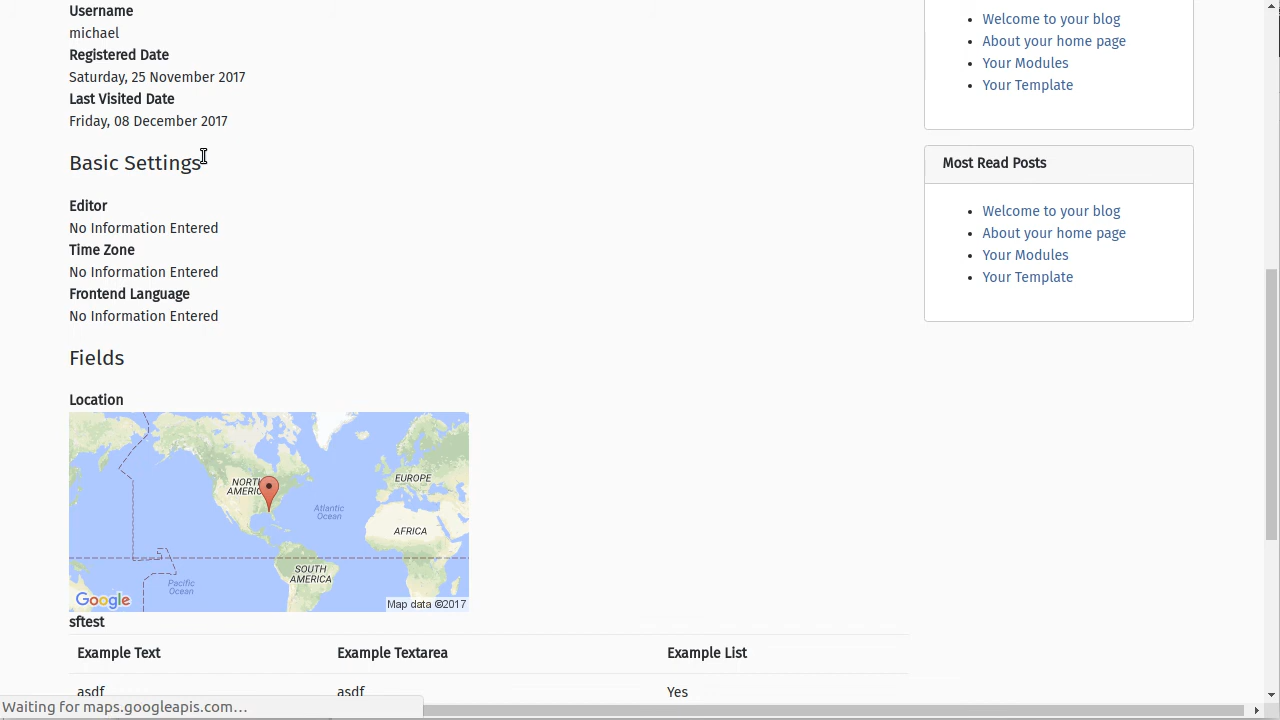 Username
michael
Registered Date
Saturday, 25 November 2017
Last Visited Date
Friday, 08 December 2017
Basic Settings
Editor
No Information Entered
Time Zone
No Information Entered
Frontend Language
No Information Entered
Fields
Location
NORTH
AMERICA
EUROPE
Atlantic
Ocean
AFRICA
SOUTH
AMERICA
Pacific
Ocean
Google
Map data ©2017
sftest
Example Text Example Textarea Example List
asdf asdf Yes
Waiting for maps.googleapis.com...
Welcome to your blog
About your home page
Your Modules
Your Template
Most Read Posts
Welcome to your blog
About your home page
Your Modules
Your Template